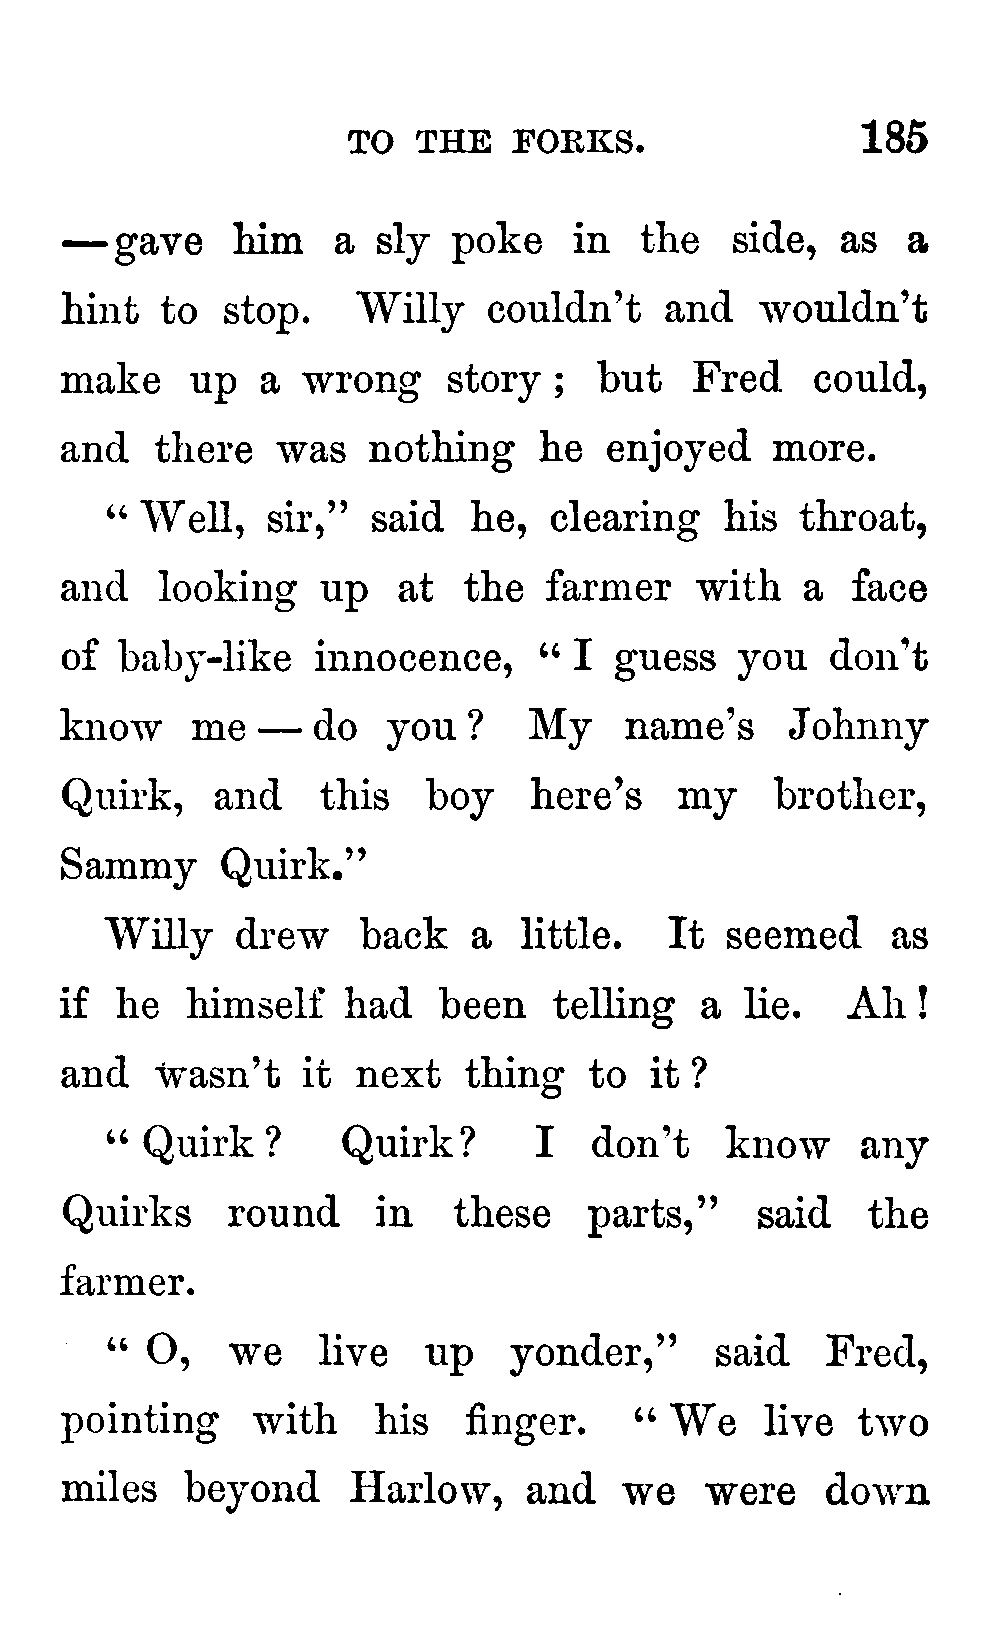 TO THE FORKS. 185
—gave him a sly poke in the side, as a
hint to stop. Willy couldn't and wouldn't
make up a wrong story; but Fred could,
and there was nothing he enjoyed more.
"Well, sir," said he, clearing his throat,
and looking up at the farmer with a face
of baby-like innocence, "I guess you don't
know me — do you? My name's Johnny
Quirk, and this boy here's my brother,
Sammy Quirk."
Willy drew back a little. It seemed as
if he himself had been telling a lie. Ah!
and wasn't it next thing to it?
"Quirk? Quirk? I don't know any
Quirks round in these parts," said the
farmer.
"O, we live up yonder," said Fred,
pointing with his finger. "We live two
miles beyond Harlow, and we were down